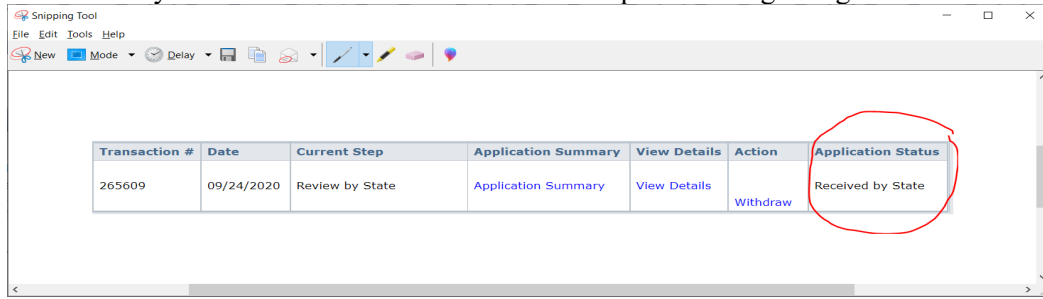 Snipping Tool
File Edit Tools Help
New Mode Delay
Transaction # Date Current Step Application Summary View Details Action Application Status
265609 09/24/2020 Review by State Application Summary View Details Received by State
Withdraw